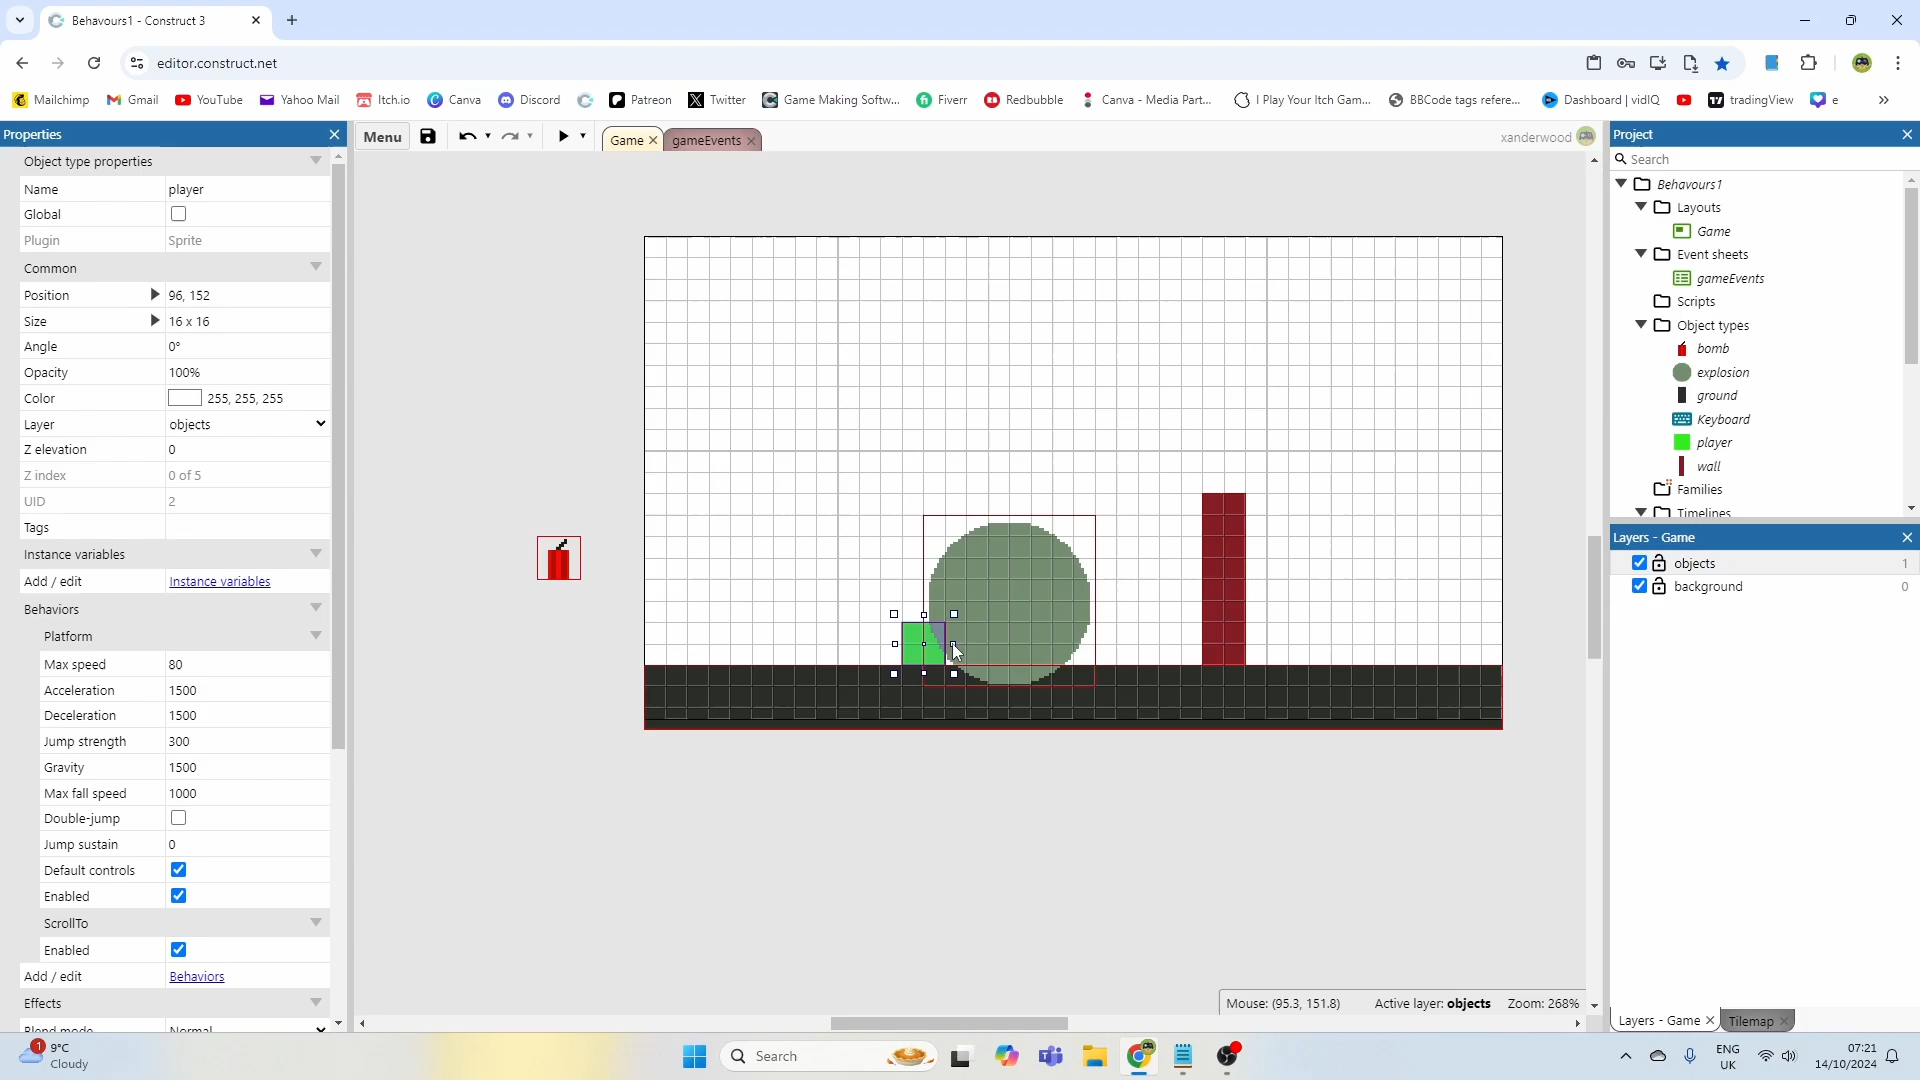 Behavours1 - Construct 3
editor.construct.net
Mailchimp Gmail YouTube Yahoo Mail Itch.io Canva Discord Patreon Twitter Game Making Softw... Fiverr Redbubble Canva - Media Part... I Play Your Itch Gam... BBCode tags refere... Dashboard | vidIQ tradingView e
Properties
Menu
Game
gameEvents
xanderwood
Project
Object type properties
Name player
Global
Plugin Sprite
Common
Position 96, 152
Size 16 x 16
Angle 0°
Opacity 100%
Color 255, 255, 255
Layer objects
Z elevation 0
Z index 0 of 5
UID 2
Tags
Instance variables
Add / edit Instance variables
Behaviors
Platform
Max speed 80
Acceleration 1500
Deceleration 1500
Jump strength 300
Gravity 1500
Max fall speed 1000
Double-jump
Jump sustain 0
Default controls
Enabled
ScrollTo
Enabled
Add / edit Behaviors
Effects
Blend mode Normal
Search
Behavours1
Layouts
Game
Event sheets
gameEvents
Scripts
Object types
bomb
explosion
ground
Keyboard
player
wall
Families
Timelines
Layers - Game
objects 1
background 0
Mouse: (95.3, 151.8) Active layer: objects Zoom: 268%
Layers - Game Tilemap
1
9°C
Cloudy
Search
ENG
UK
07:21
14/10/2024